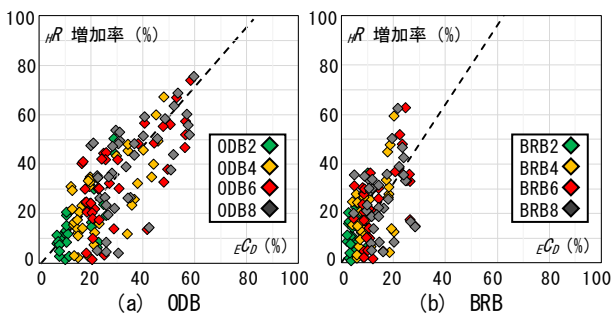 HR 増加率 (%)
100
80
60
40
20
0
ODB2
ODB4
ODB6
ODB8
ECD (%)
0 20 40 60 80 100
(a) ODB
HR 増加率 (%)
100
80
60
40
20
0
BRB2
BRB4
BRB6
BRB8
ECD (%)
0 20 40 60 80 100
(b) BRB